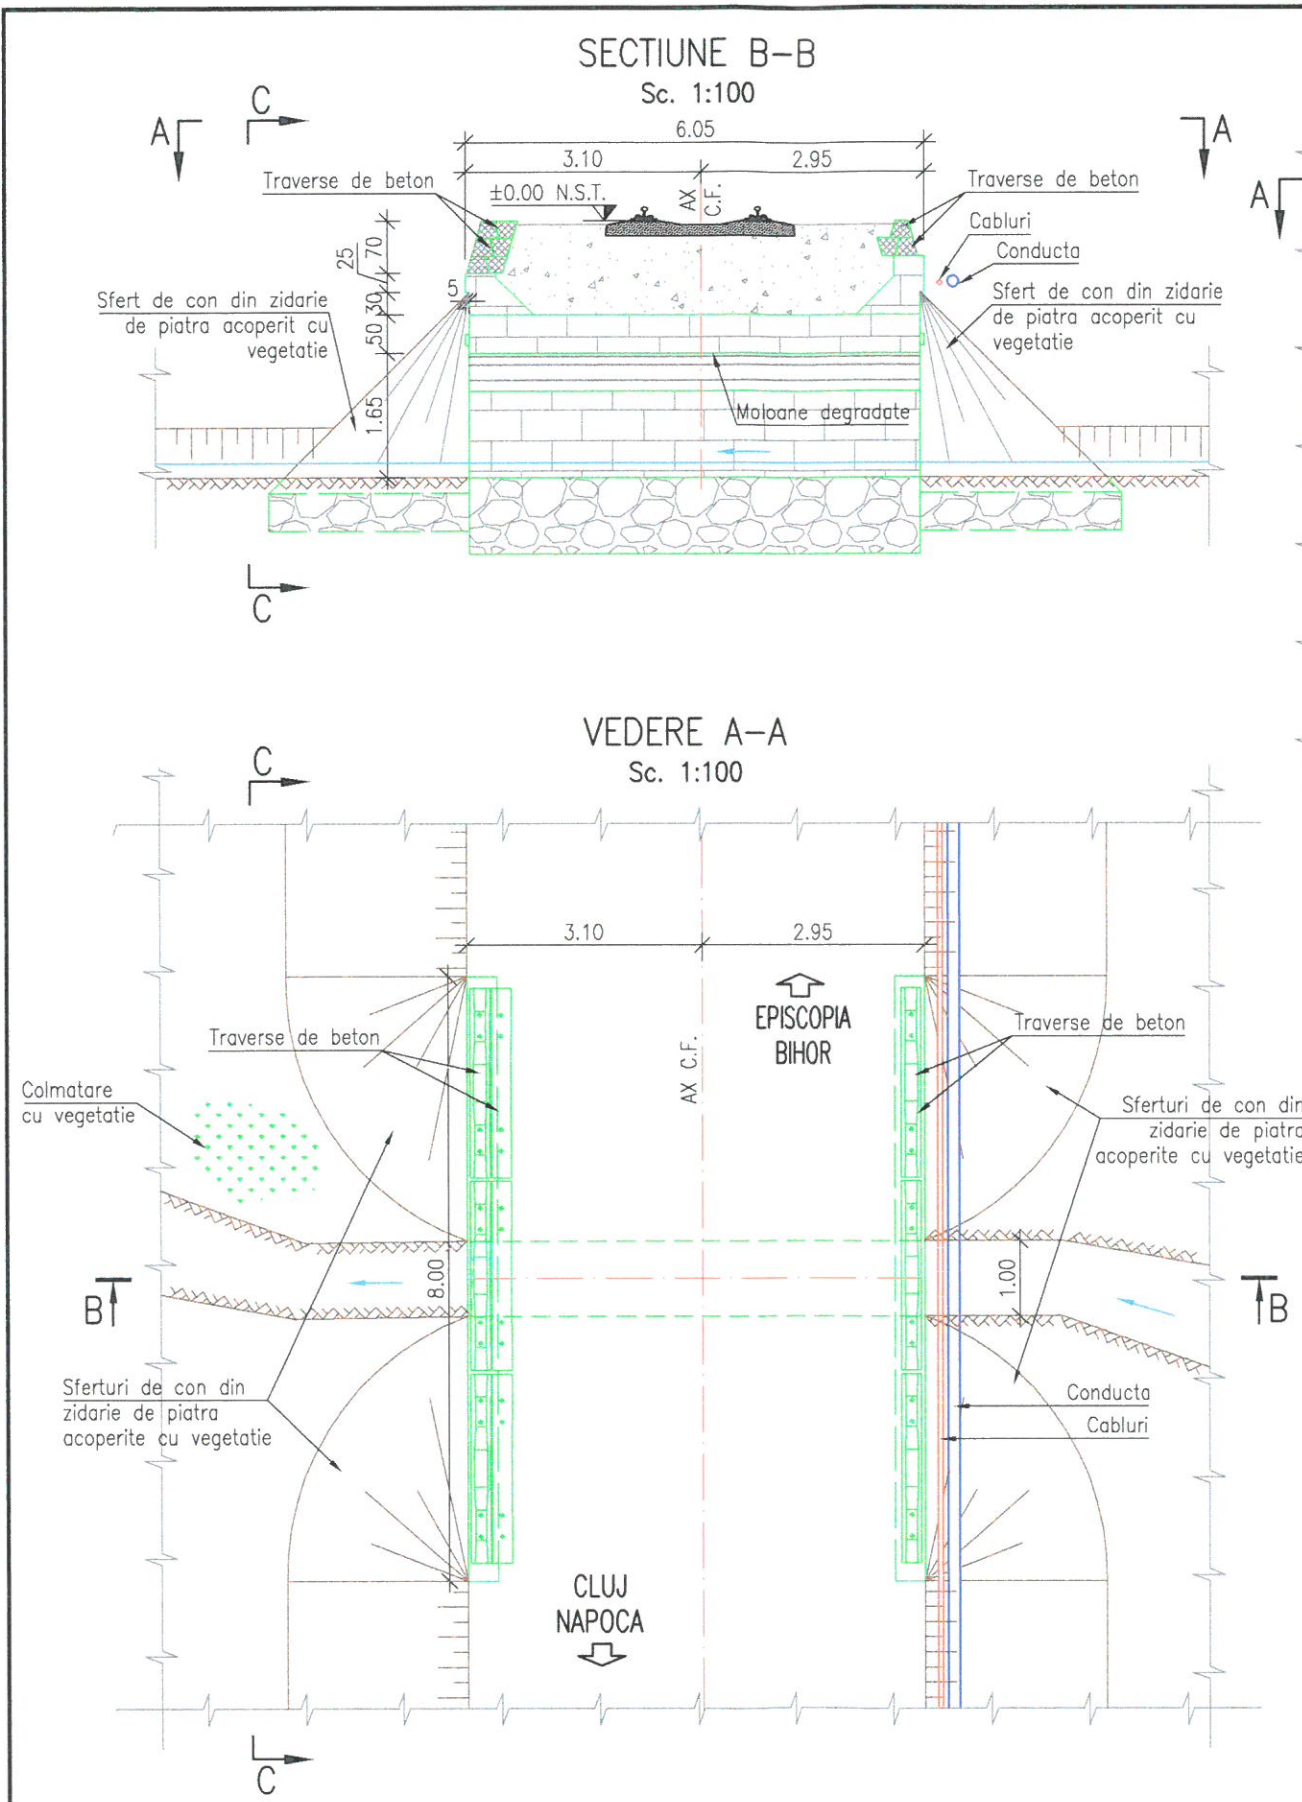 SECTIUNE B-B
Sc. 1:100
C
A
A
A
6.05
3.10
2.95
Traverse de beton
±0.00 N.S.T.
AX
C.F.
Traverse de beton
Cabluri
Conducta
70
25
5
30
50
1.65
Sfert de con din zidarie
de piatra acoperit cu
vegetatie
Sfert de con din zidarie
de piatra acoperit cu
vegetatie
Moloane degradate
C
VEDERE A-A
Sc. 1:100
C
3.10
2.95
EPISCOPIA
BIHOR
AX C.F.
Traverse de beton
Traverse de beton
Colmatare
cu vegetatie
Sferturi de con din
zidarie de piatra
acoperite cu vegetatie
8.00
1.00
B
B
Sferturi de con din
zidarie de piatra
acoperite cu vegetatie
Conducta
Cabluri
CLUJ
NAPOCA
C